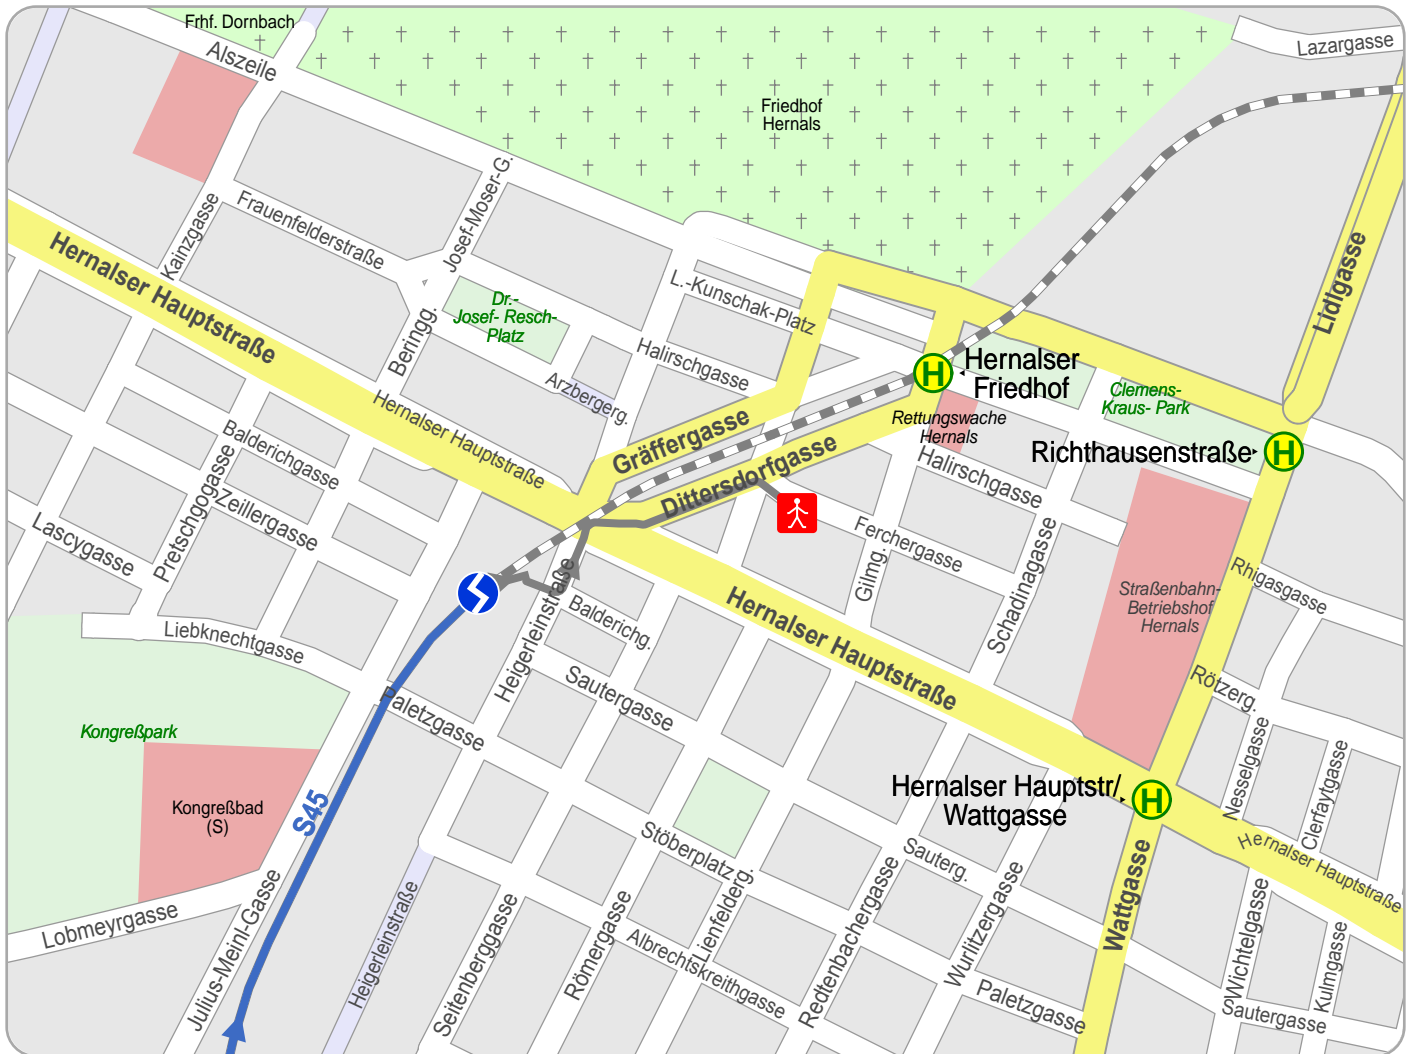 Frhf. Dornbach
Alszeile
Lazargasse
Friedhof
Hernals
Josef-Moser-G.
Kainzgasse
Frauenfelderstraße
Hernalser Hauptstraße
L.-Kunschak-Platz
Lidlgasse
Dr.-
Josef- Resch-
Platz
Beringg.
Halirschgasse
Arzbergerg.
Hernalser
Friedhof
Clemens-
Kraus- Park
Hernalser Hauptstraße
Rettungswache
Hernals
Gräffergasse
Richthausenstraße
H
H
Balderichgasse
Dittersdorfgasse
Halirschgasse
Pretschgogasse
Zeillergasse
Lascygasse
Ferchergasse
Gilmg.
Schadinagasse
Rhigasgasse
Straßenbahn-
Betriebshof
Hernals
Heigerleinstraße
Balderichg.
Hernalser Hauptstraße
Liebknechtgasse
Sautergasse
Rötzerg.
Paletzgasse
Kongreßpark
Nesselgasse
Clerfaytgasse
Hernalser Hauptstr/
Wattgasse
H
Kongreßbad
(S)
S45
Stöberplatz
Sauterg.
Hernalser Hauptstraße
Wattgasse
Lienfelderg.
Redtenbachergasse
Wurlitzergasse
Wichtelgasse
Lobmeyrgasse
Julius-Meinl-Gasse
Heigerleinstraße
Seitenberggasse
Römergasse
Albrechtskreithgasse
Paletzgasse
Kulmgasse
Sautergasse
S